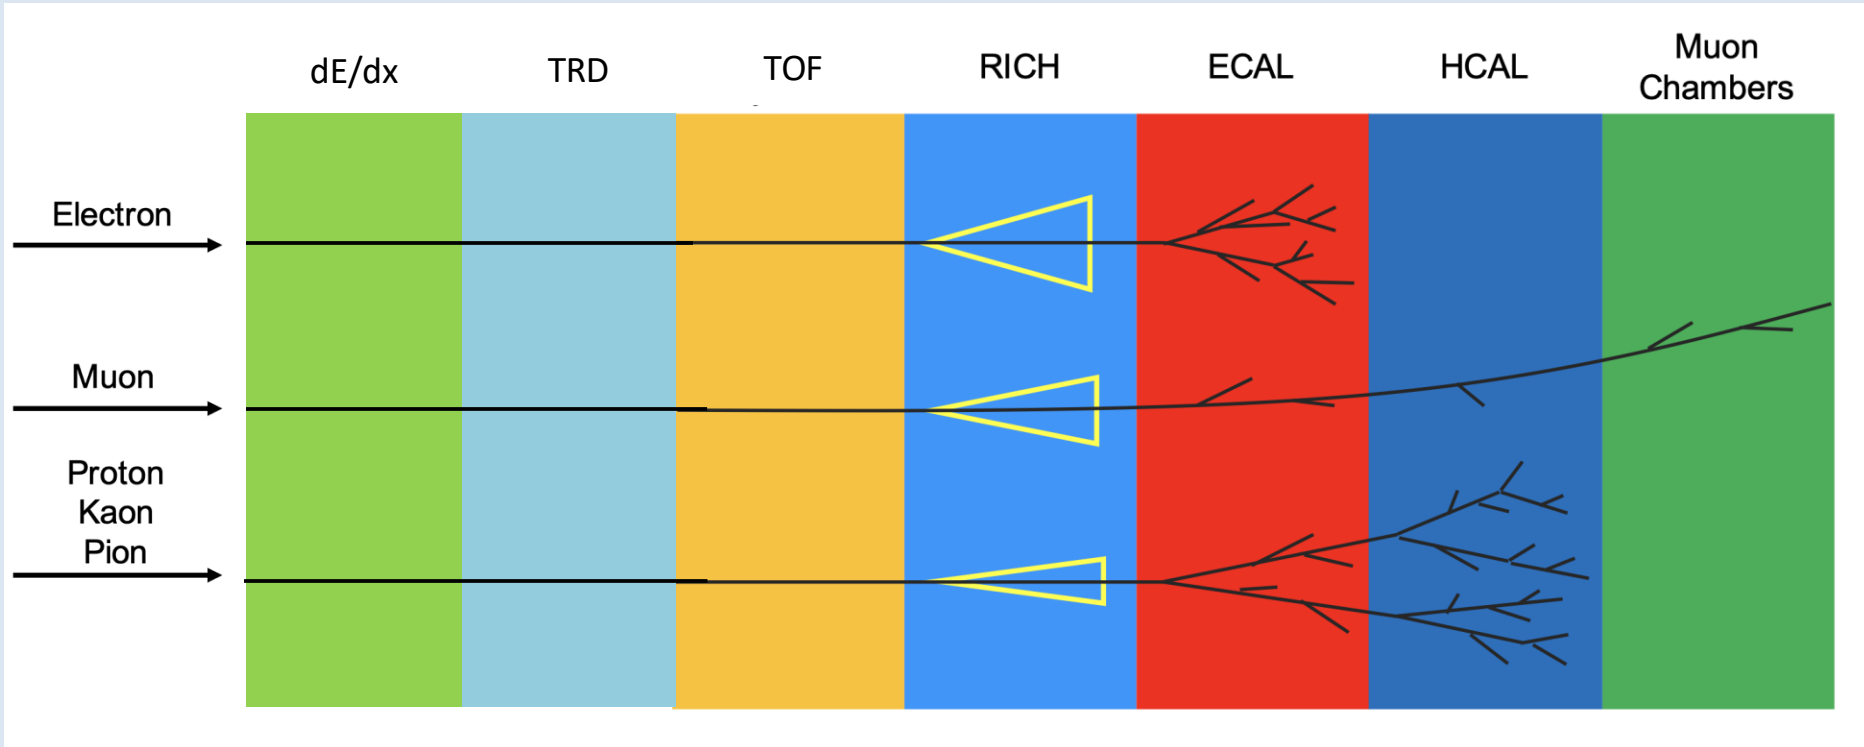 dE/dx
TRD
TOF
RICH
ECAL
HCAL
Muon
Chambers
Electron
Muon
Proton
Kaon
Pion